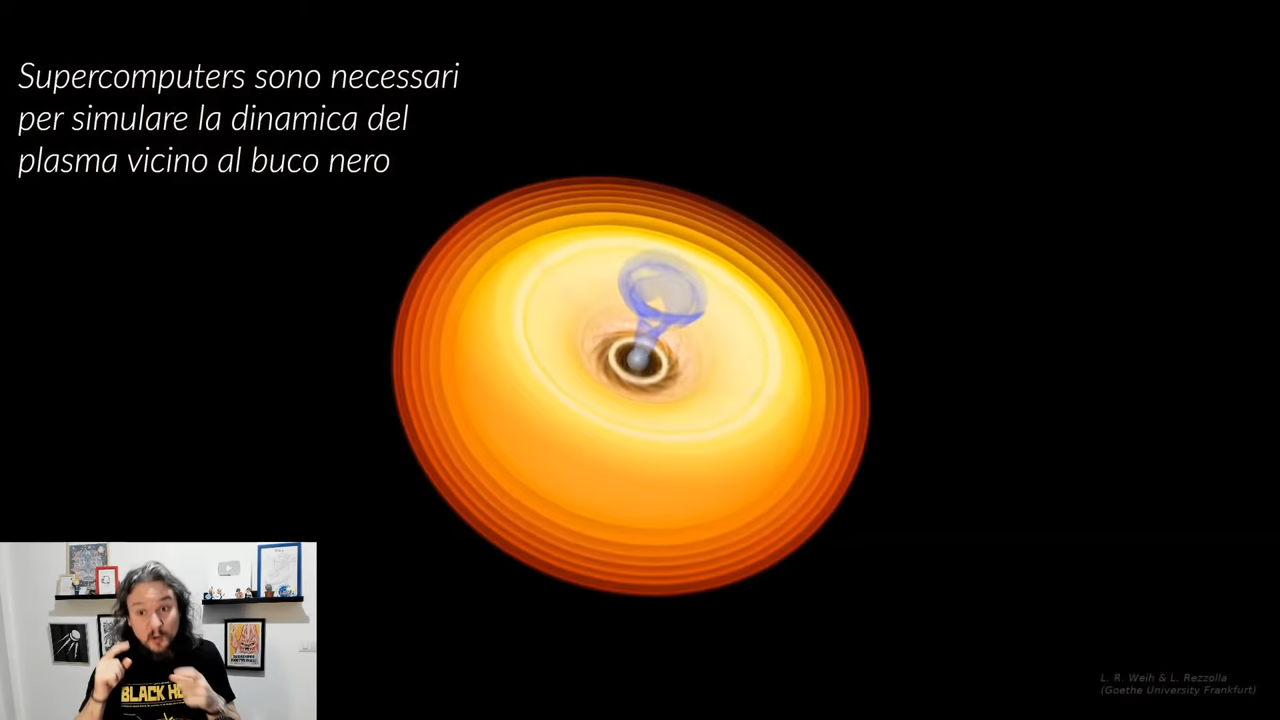 Supercomputers sono necessari
per simulare la dinamica del
plasma vicino al buco nero
BLACK HO
L. R. Weih & L. Rezzolla
(Goethe University Frankfurt)